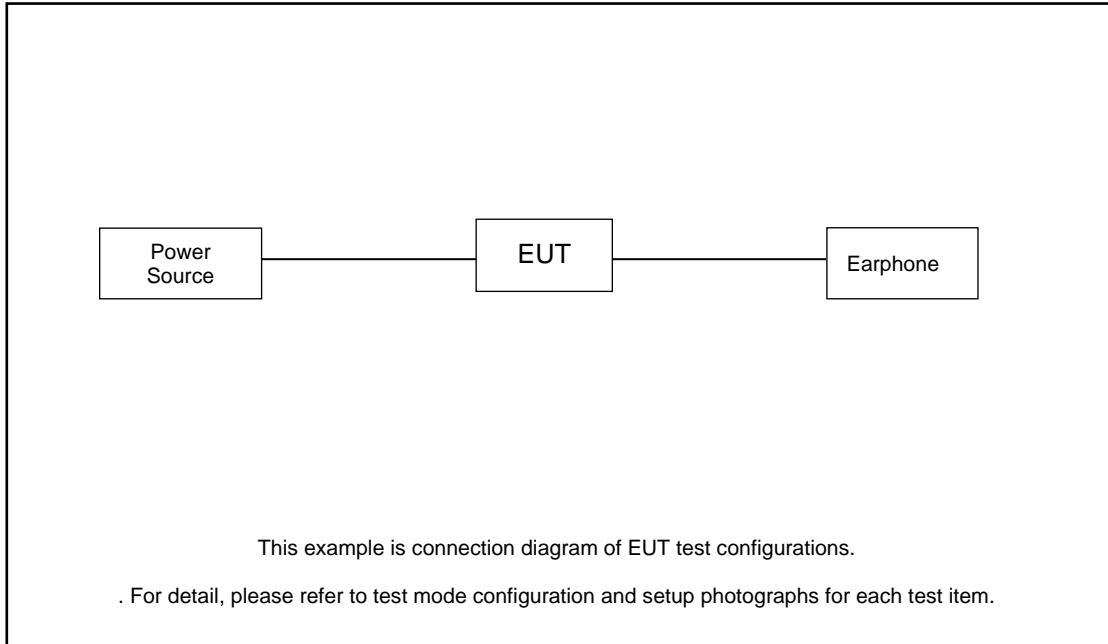 Power
Source
EUT
Earphone
This example is connection diagram of EUT test configurations.
. For detail, please refer to test mode configuration and setup photographs for each test item.